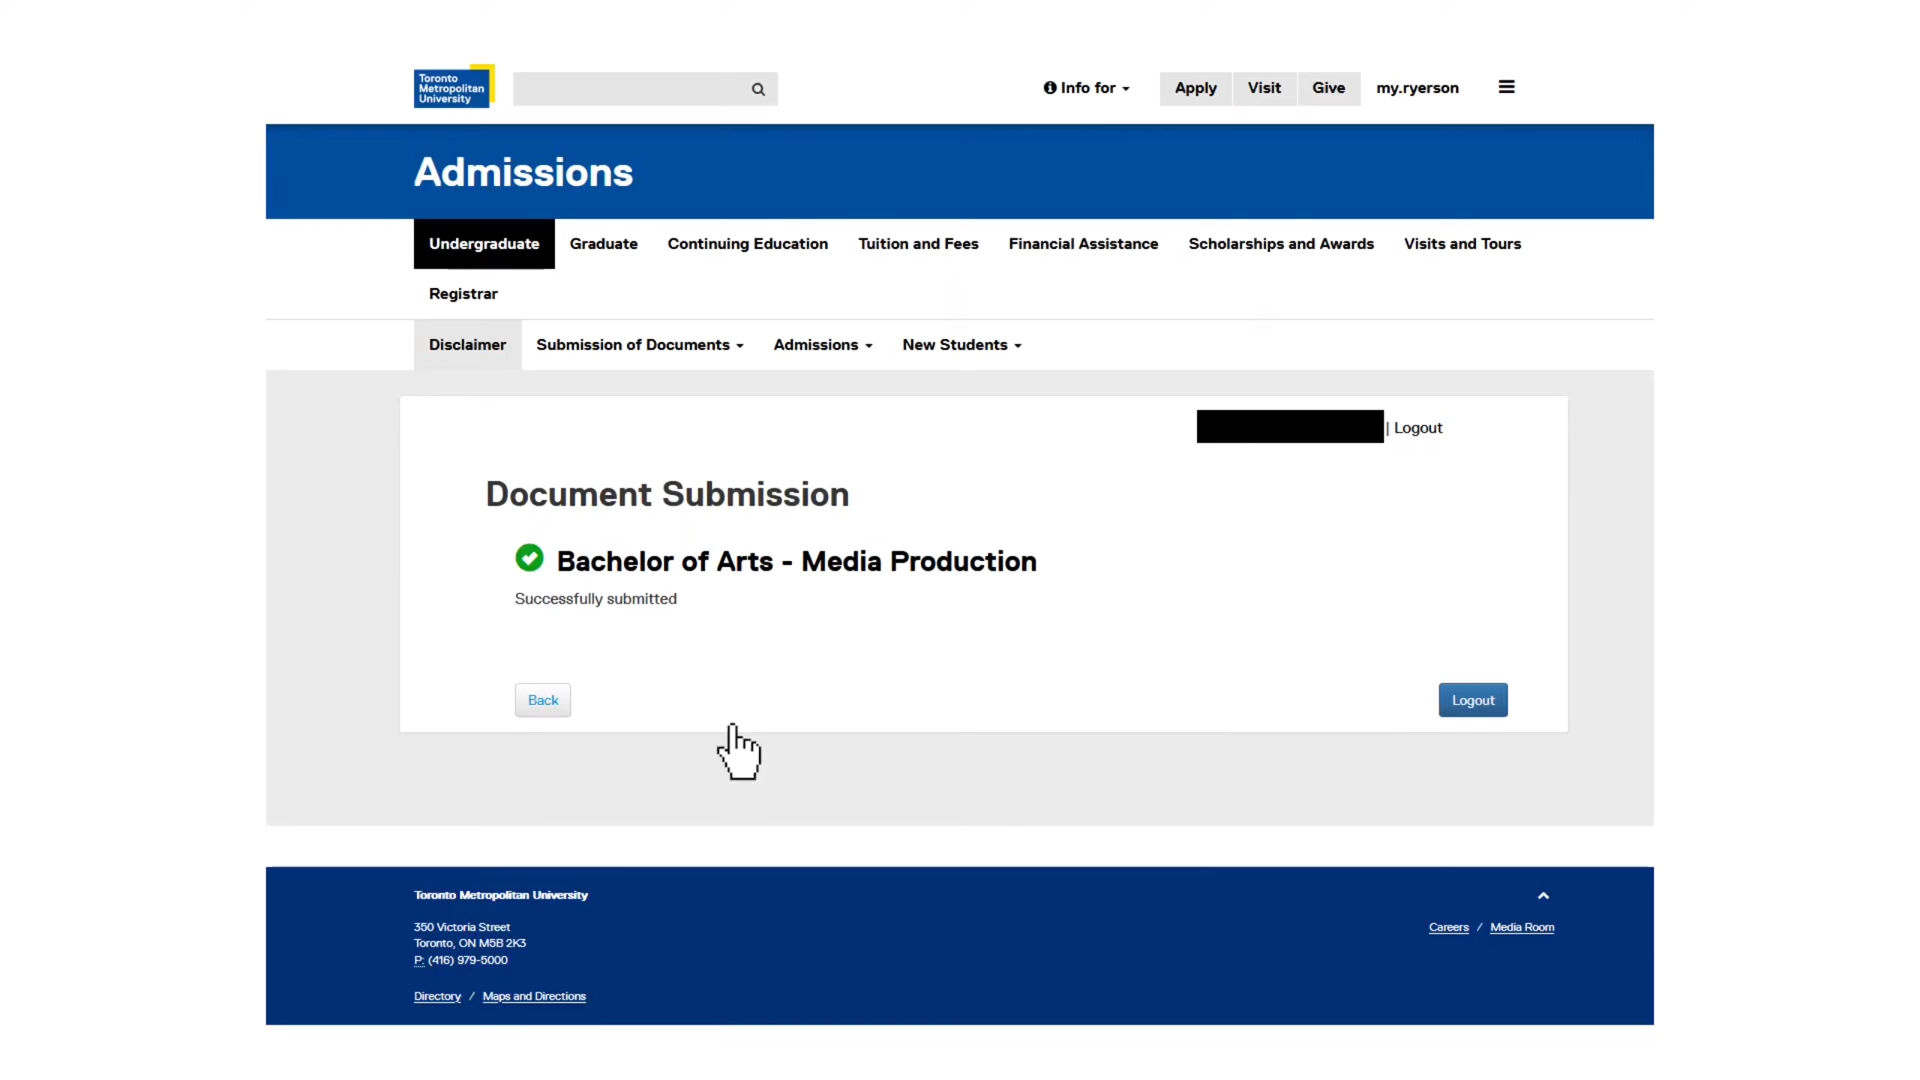 Toronto
Metropolitan
University
Info for
Apply
Visit
Give
my.ryerson
Admissions
Undergraduate
Graduate
Continuing Education
Tuition and Fees
Financial Assistance
Scholarships and Awards
Visits and Tours
Registrar
Disclaimer
Submission of Documents
Admissions
New Students
| Logout
Document Submission
Bachelor of Arts - Media Production
Successfully submitted
Back
Logout
Toronto Metropolitan University
350 Victoria Street
Toronto, ON M5B 2K3
P: (416) 979-5000
Careers / Media Room
Directory / Maps and Directions